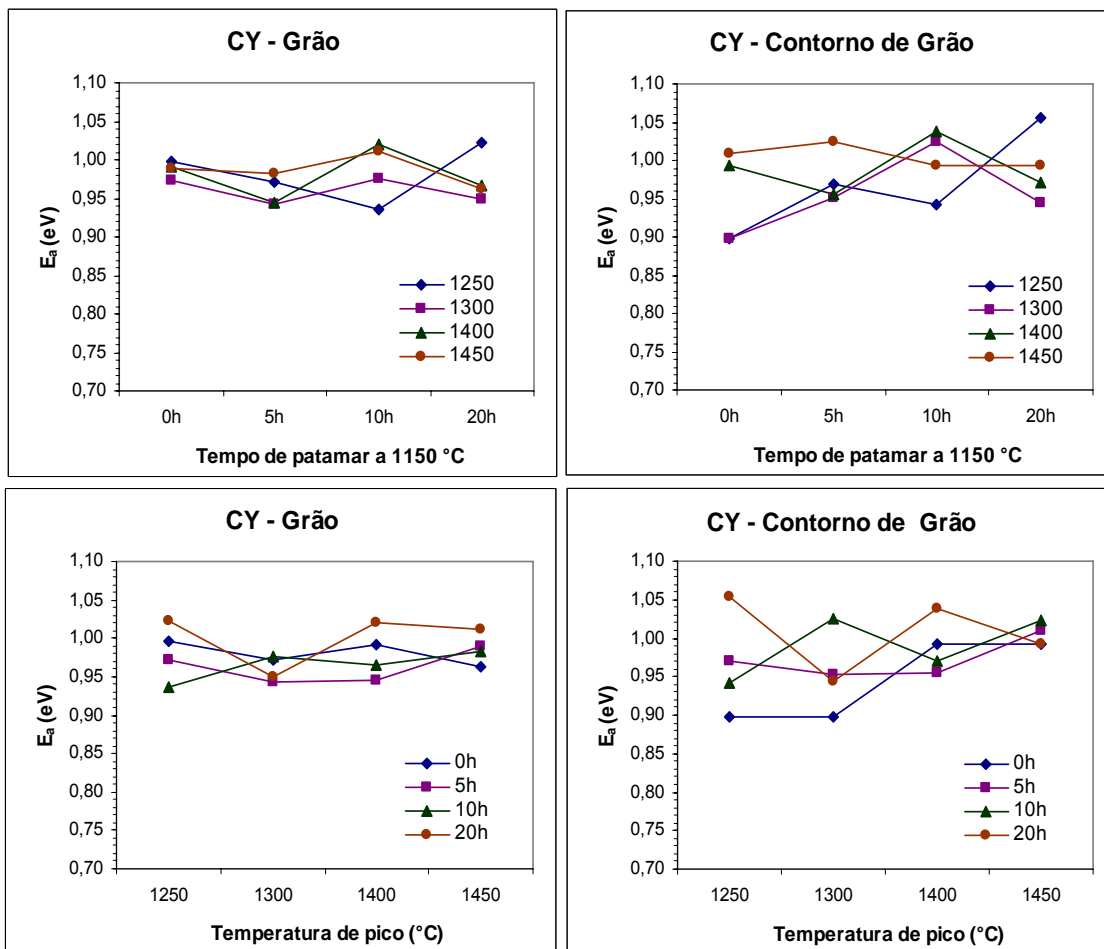 CY - Grão
1,10
1,05
1,00
0,95
0,90
0,85
0,80
0,75
0,70
Ea (eV)
1250
1300
1400
1450
0h 5h 10h 20h
Tempo de patamar a 1150 °C
CY - Contorno de Grão
1,10
1,05
1,00
0,95
0,90
0,85
0,80
0,75
0,70
Ea (eV)
1250
1300
1400
1450
0h 5h 10h 20h
Tempo de patamar a 1150 °C
CY - Grão
1,10
1,05
1,00
0,95
0,90
0,85
0,80
0,75
0,70
Ea (eV)
0h
5h
10h
20h
1250 1300 1400 1450
Temperatura de pico (°C)
CY - Contorno de Grão
1,10
1,05
1,00
0,95
0,90
0,85
0,80
0,75
0,70
Ea (eV)
0h
5h
10h
20h
1250 1300 1400 1450
Temperatura de pico (°C)